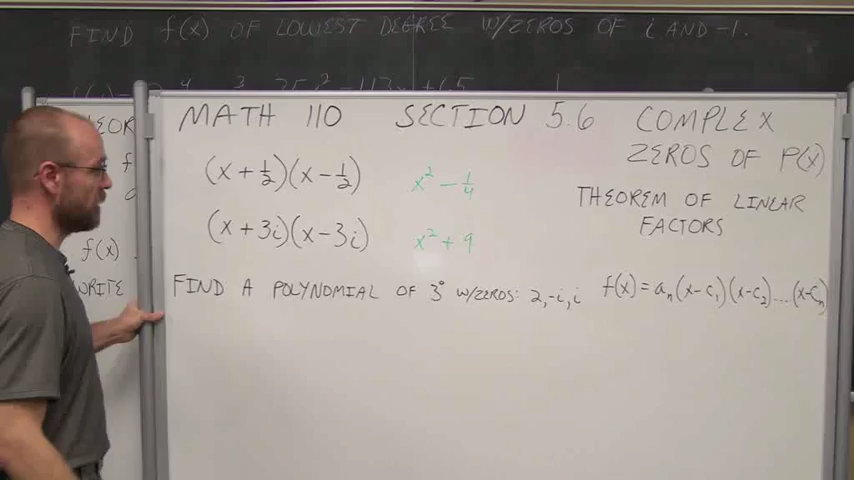 FIND f(x) OF LOWEST DEGREE W/ZEROS OF i AND -1.
MATH 110 SECTION 5.6 COMPLEX
ZEROS OF P(x)
(x + 1/2)(x - 1/2) x² - 1/4
THEOREM OF LINEAR
FACTORS
(x + 3i)(x - 3i) x² + 9
f(x)
WRITE
FIND A POLYNOMIAL OF 3° W/ZEROS: 2, -i, i f(x) = aₙ(x-c₁)(x-c₂)....(x-cₙ)